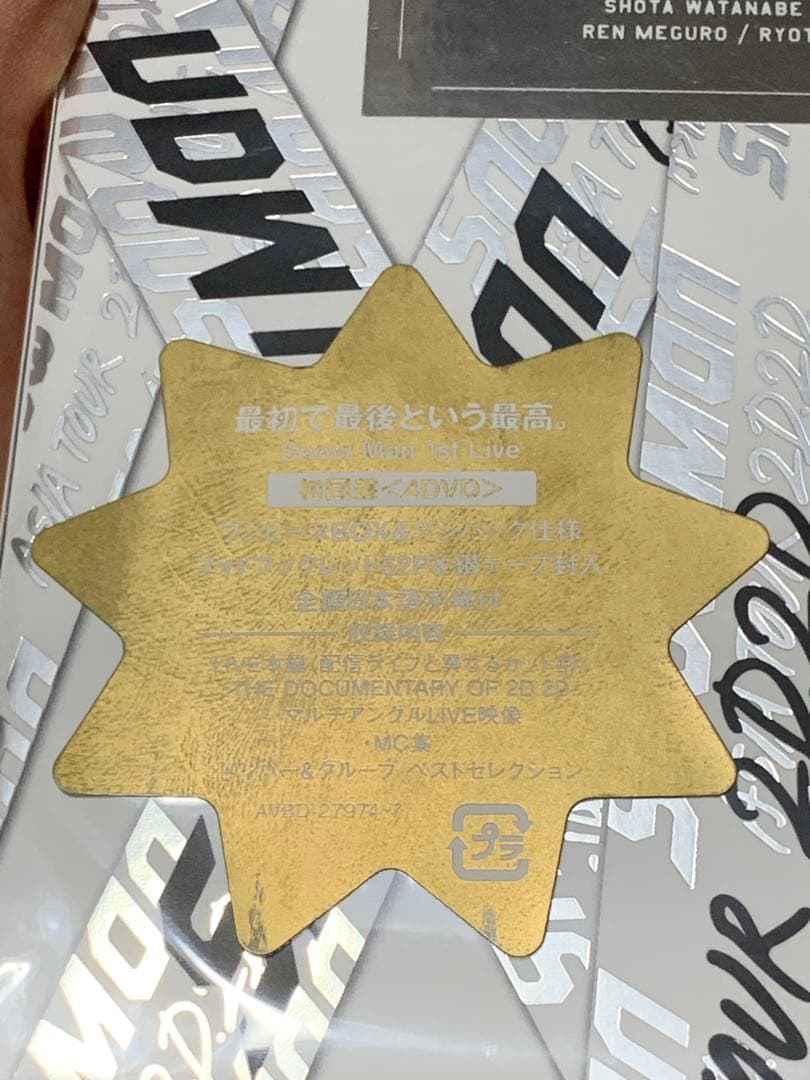 SHOTA WATANABE
REN MEGURO / RYOT
最初で最後という最高。
Snow Man 1st Live
初回盤<4DVD>
ワンピースBOX&デジパック仕様
フォトブックレット52P&銀テープ封入
全編日本語字幕付
収録内容
LIVE本編(配信ライブと異なるカット割)
THE DOCUMENTARY OF 2D.2D.
マルチアングルLIVE映像
MC集
メンバー&グループ ベストセレクション
AVBD-27974~7
プラ
ASIA TOUR
2D.2D